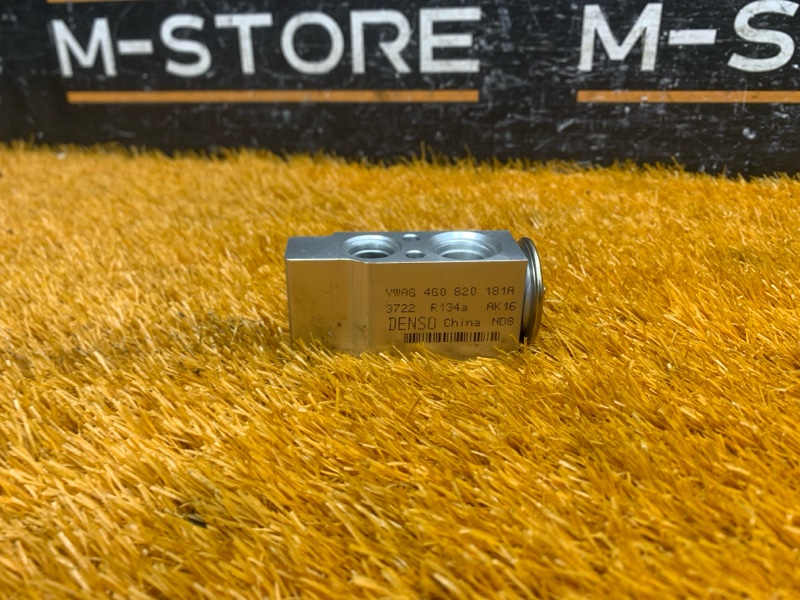 M-STORE M-S
VWAG 4G0 820 181A
3722 R134a AK16
DENSO China ND8